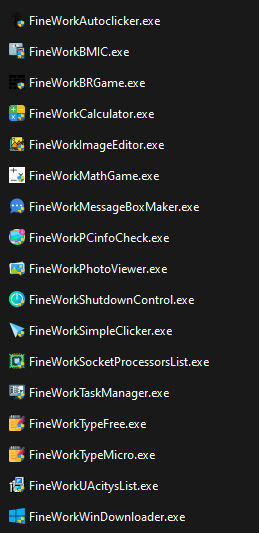 FineWorkAutoclicker.exe
FineWorkBMIC.exe
FineWorkBRGame.exe
FineWorkCalculator.exe
FineWorkImageEditor.exe
FineWorkMathGame.exe
FineWorkMessageBoxMaker.exe
FineWorkPCinfoCheck.exe
FineWorkPhotoViewer.exe
FineWorkShutdownControl.exe
FineWorkSimpleClicker.exe
FineWorkSocketProcessorsList.exe
FineWorkTaskManager.exe
FineWorkTypeFree.exe
FineWorkTypeMicro.exe
FineWorkUAcitysList.exe
FineWorkWinDownloader.exe